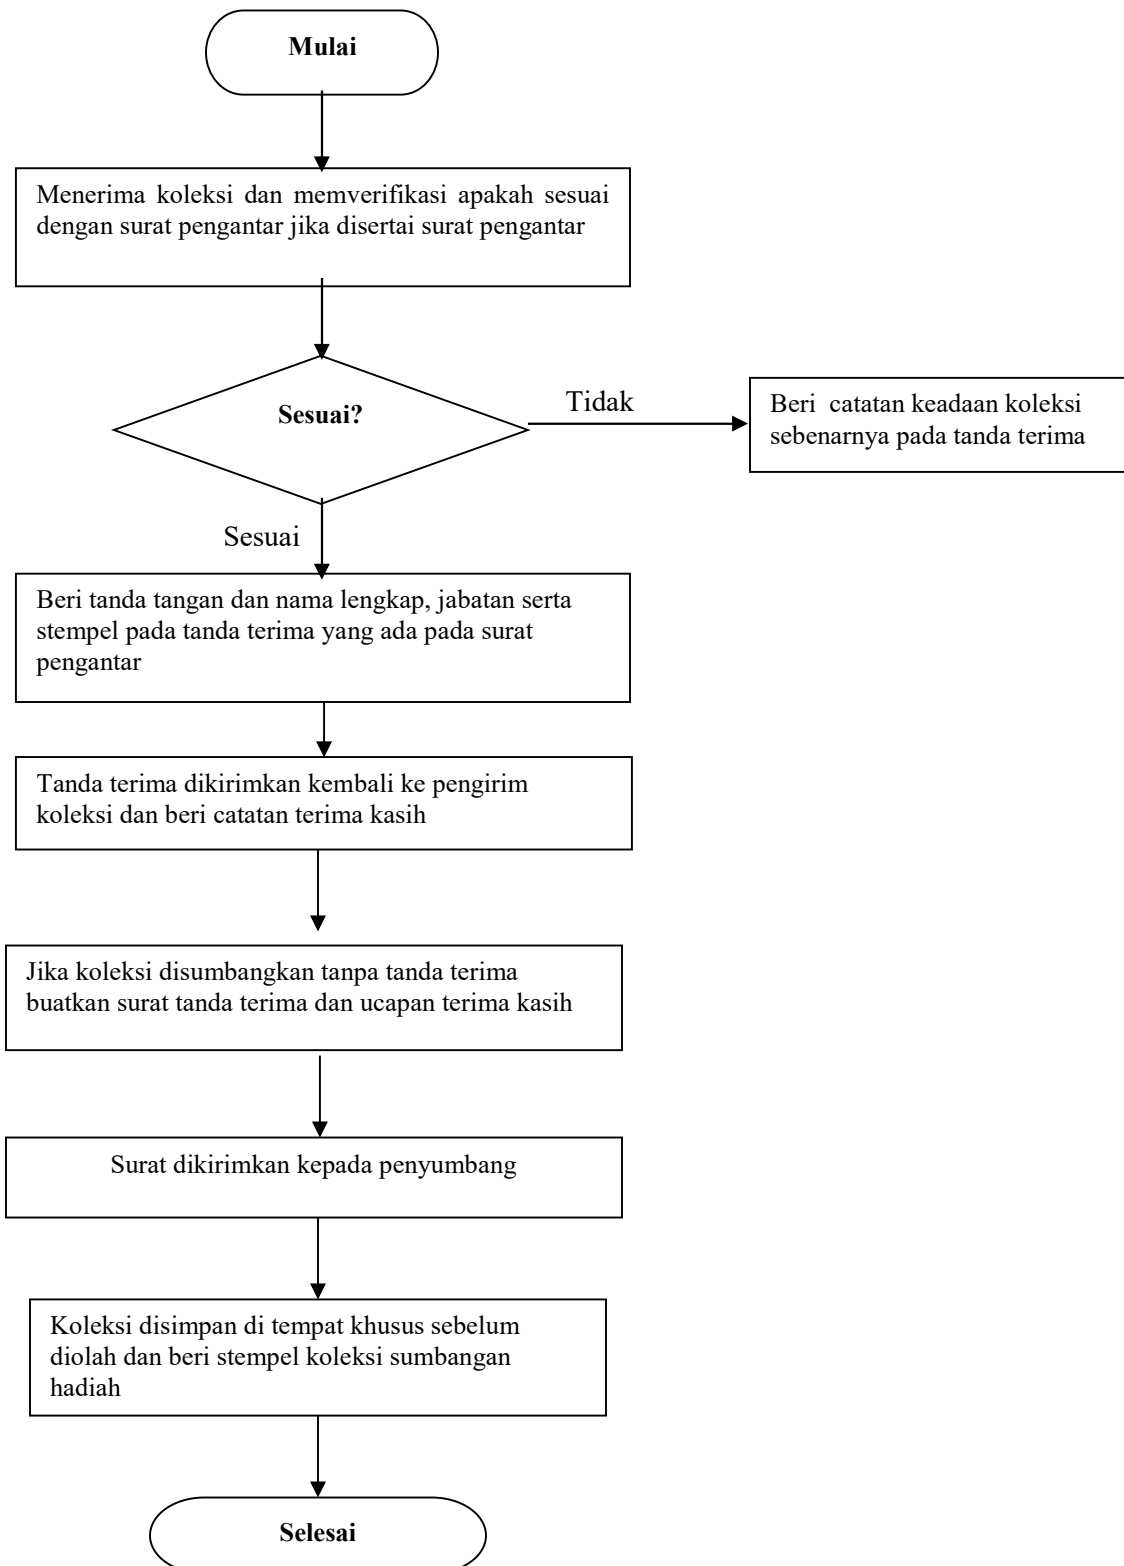 Mulai
Menerima koleksi dan memverifikasi apakah sesuai
dengan surat pengantar jika disertai surat pengantar
Sesuai?
Tidak
Beri catatan keadaan koleksi
sebenarnya pada tanda terima
Sesuai
Beri tanda tangan dan nama lengkap, jabatan serta
stempel pada tanda terima yang ada pada surat
pengantar
Tanda terima dikirimkan kembali ke pengirim
koleksi dan beri catatan terima kasih
Jika koleksi disumbangkan tanpa tanda terima
buatkan surat tanda terima dan ucapan terima kasih
Surat dikirimkan kepada penyumbang
Koleksi disimpan di tempat khusus sebelum
diolah dan beri stempel koleksi sumbangan
hadiah
Selesai